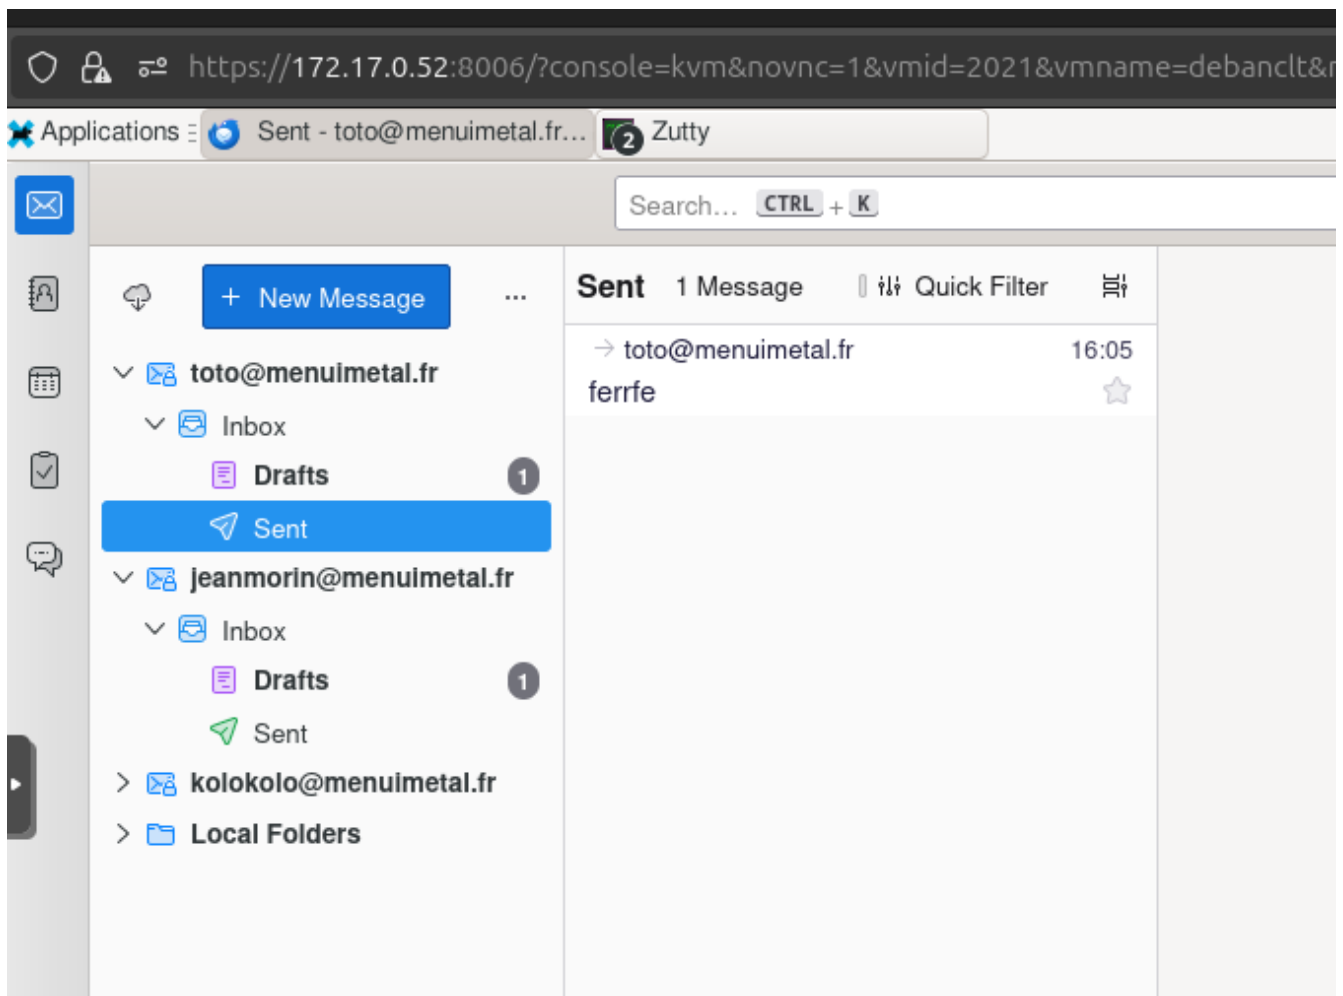 https://172.17.0.52:8006/?console=kvm&novnc=1&vmid=2021&vmname=debanclt&
Applications
Sent - toto@menuimetal.fr...
2
Zutty
Search... CTRL + K
+ New Message
...
Sent 1 Message Quick Filter
toto@menuimetal.fr
Inbox
Drafts 1
Sent
jeanmorin@menuimetal.fr
Inbox
Drafts 1
Sent
kolokolo@menuimetal.fr
Local Folders
→ toto@menuimetal.fr 16:05
ferrfe